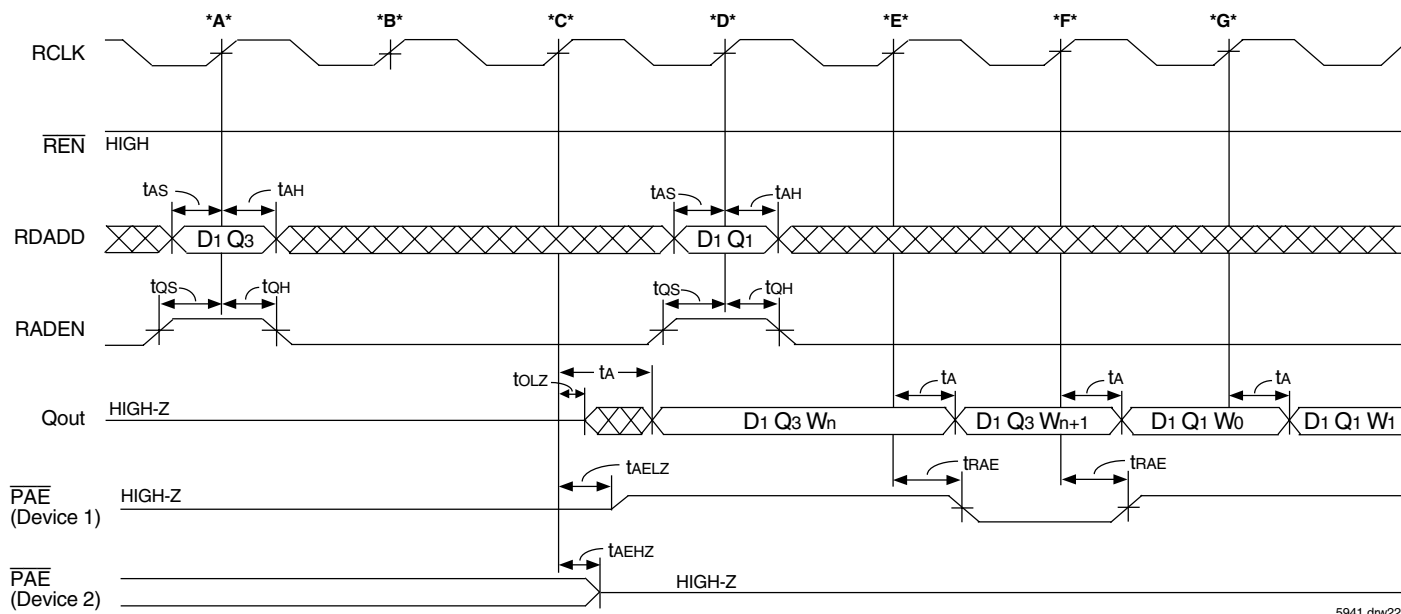 *A* *B* *C* *D* *E* *F* *G*
RCLK
REN HIGH
tAS tAH tAS tAH
RDADD D1 Q3 D1 Q1
tQS tQH tQS tQH
RADEN
tOLZ tA tA tA tA
Qout HIGH-Z D1 Q3 Wn D1 Q3 Wn+1 D1 Q1 W0 D1 Q1 W1
tAELZ tRAE tRAE
PAE HIGH-Z
(Device 1)
tAEHZ
PAE HIGH-Z
(Device 2)
5941 drw22